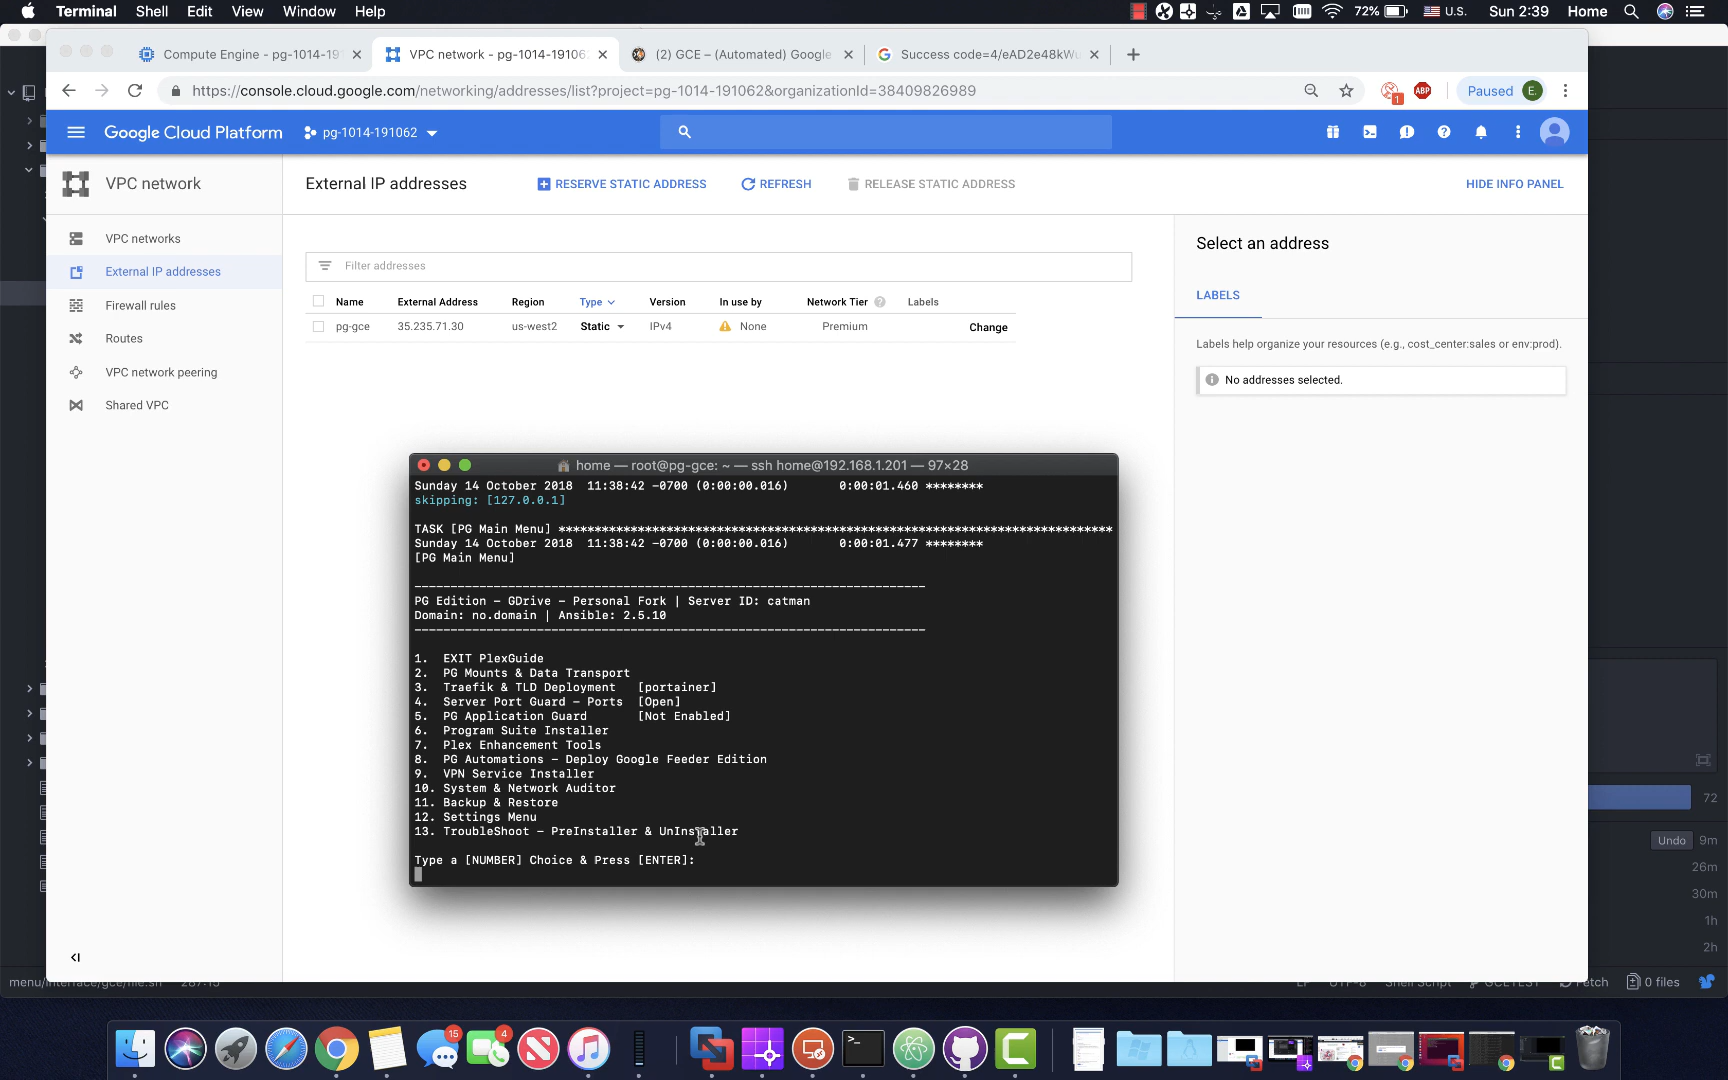 Terminal Shell Edit View Window Help
72% U.S. Sun 2:39 Home
Compute Engine - pg-1014-19
VPC network - pg-1014-19106
(2) GCE – (Automated) Google
Success code=4/eAD2e48kWu
https://console.cloud.google.com/networking/addresses/list?project=pg-1014-191062&organizationId=38409826989
1
ABP
Paused E
Google Cloud Platform
pg-1014-191062
VPC network
External IP addresses
RESERVE STATIC ADDRESS
REFRESH
RELEASE STATIC ADDRESS
HIDE INFO PANEL
VPC networks
External IP addresses
Firewall rules
Routes
VPC network peering
Shared VPC
Filter addresses
Name External Address Region Type Version In use by Network Tier Labels
pg-gce 35.235.71.30 us-west2 Static IPv4 None Premium Change
Select an address
LABELS
Labels help organize your resources (e.g., cost_center:sales or env:prod).
No addresses selected.
home — root@pg-gce: ~ — ssh home@192.168.1.201 — 97×28
Sunday 14 October 2018 11:38:42 -0700 (0:00:00.016) 0:00:01.460 ********
skipping: [127.0.0.1]
TASK [PG Main Menu] *****************************************************************************
Sunday 14 October 2018 11:38:42 -0700 (0:00:00.016) 0:00:01.477 ********
[PG Main Menu]
-----------------------------------------------------------------------
PG Edition - GDrive - Personal Fork | Server ID: catman
Domain: no.domain | Ansible: 2.5.10
-----------------------------------------------------------------------
1. EXIT PlexGuide
2. PG Mounts & Data Transport
3. Traefik & TLD Deployment [portainer]
4. Server Port Guard - Ports [Open]
5. PG Application Guard [Not Enabled]
6. Program Suite Installer
7. Plex Enhancement Tools
8. PG Automations - Deploy Google Feeder Edition
9. VPN Service Installer
10. System & Network Auditor
11. Backup & Restore
12. Settings Menu
13. TroubleShoot - PreInstaller & UnInstaller
Type a [NUMBER] Choice & Press [ENTER]:
72
Undo 9m
26m
30m
1h
2h
0 files
15
4